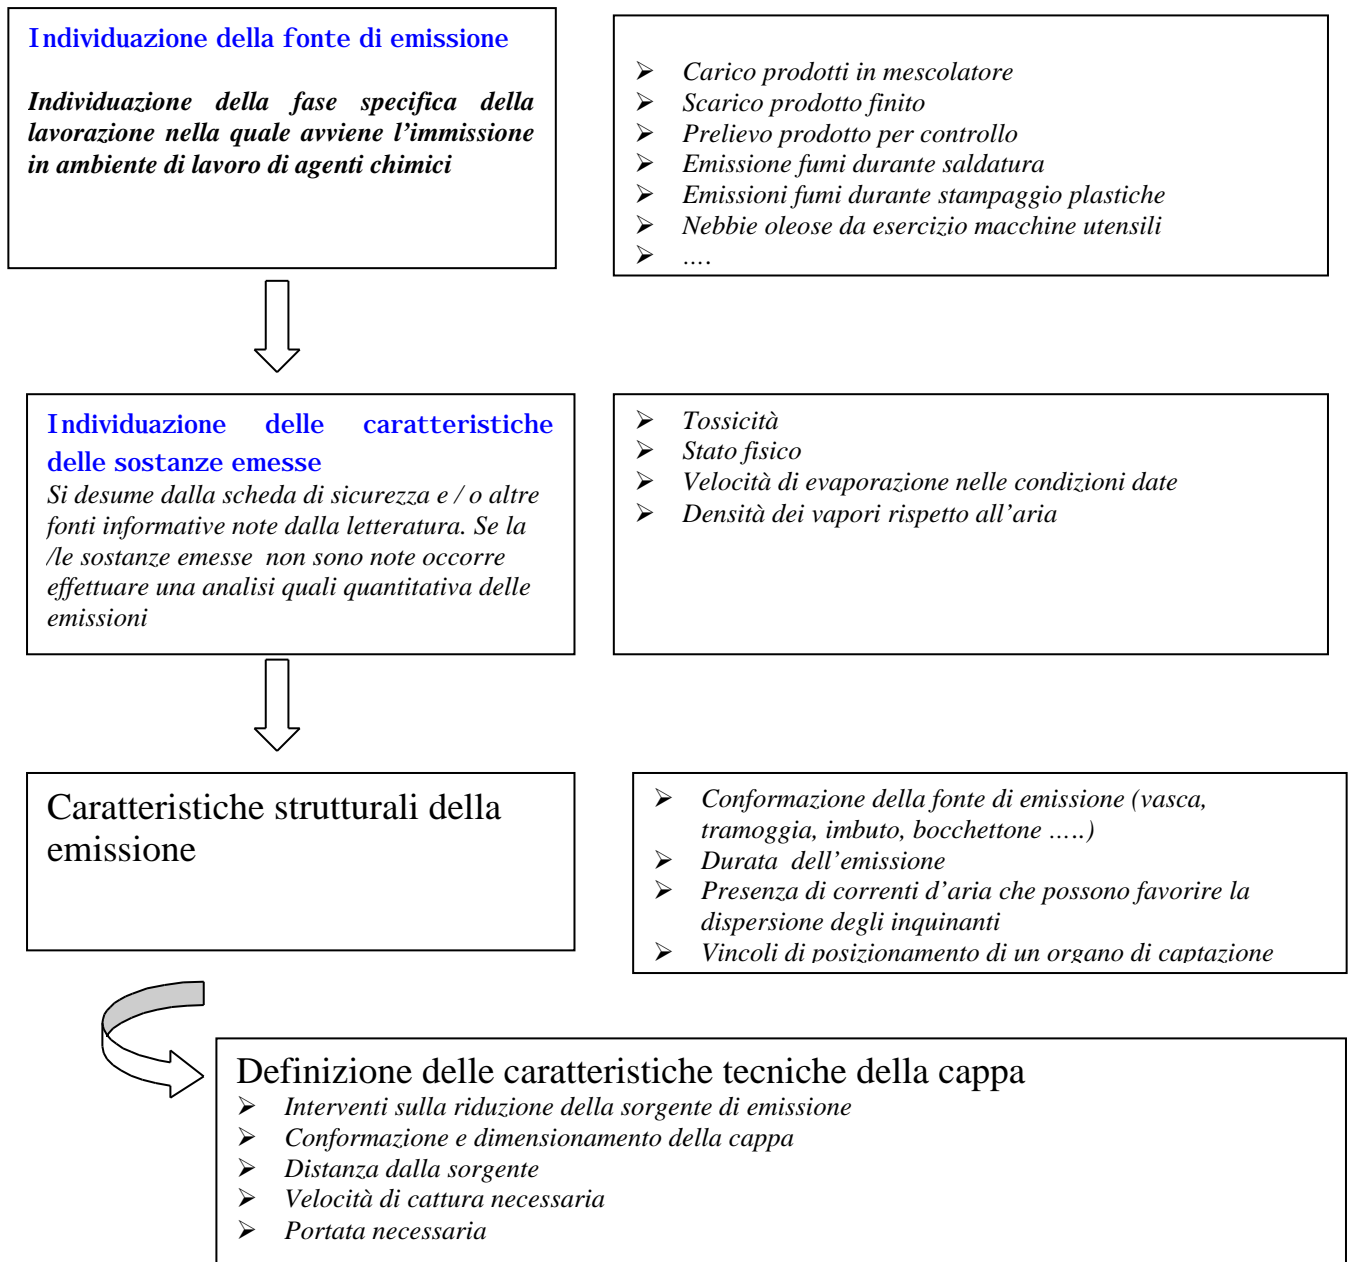 Individuazione della fonte di emissione
Individuazione della fase specifica della
lavorazione nella quale avviene l'immissione
in ambiente di lavoro di agenti chimici
➢ Carico prodotti in mescolatore
➢ Scarico prodotto finito
➢ Prelievo prodotto per controllo
➢ Emissione fumi durante saldatura
➢ Emissioni fumi durante stampaggio plastiche
➢ Nebbie oleose da esercizio macchine utensili
➢ ….
Individuazione delle caratteristiche
delle sostanze emesse
Si desume dalla scheda di sicurezza e / o altre
fonti informative note dalla letteratura. Se la
/le sostanze emesse non sono note occorre
effettuare una analisi quali quantitativa delle
emissioni
➢ Tossicità
➢ Stato fisico
➢ Velocità di evaporazione nelle condizioni date
➢ Densità dei vapori rispetto all'aria
Caratteristiche strutturali della
emissione
➢ Conformazione della fonte di emissione (vasca,
tramoggia, imbuto, bocchettone …..)
➢ Durata dell'emissione
➢ Presenza di correnti d'aria che possono favorire la
dispersione degli inquinanti
➢ Vincoli di posizionamento di un organo di captazione
Definizione delle caratteristiche tecniche della cappa
➢ Interventi sulla riduzione della sorgente di emissione
➢ Conformazione e dimensionamento della cappa
➢ Distanza dalla sorgente
➢ Velocità di cattura necessaria
➢ Portata necessaria